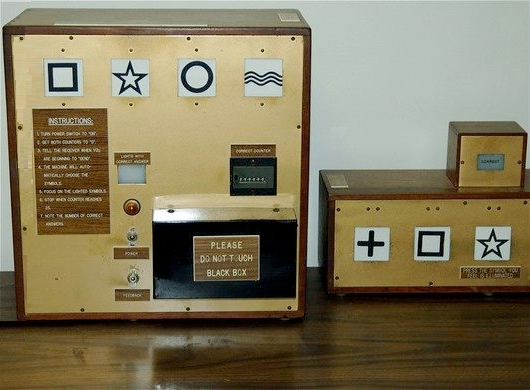 INSTRUCTIONS:
1. TURN POWER SWITCH TO "ON".
2. SET BOTH COUNTERS TO "0".
3. TELL THE RECEIVER WHEN YOU
ARE BEGINNING TO "SEND".
4. THE MACHINE WILL AUTO-
MATICALLY CHOOSE THE
SYMBOLS.
5. FOCUS ON THE LIGHTED SYMBOLS.
6. STOP WHEN COUNTER REACHES
25.
7. NOTE THE NUMBER OF CORRECT
ANSWERS.
LIGHTS WITH
CORRECT ANSWER
POWER
FEEDBACK
CORRECT COUNTER
PLEASE
DO NOT TOUCH
BLACK BOX
CORRECT
PRESS THE SYMBOL YOU
FEEL IS ILLUMINATED